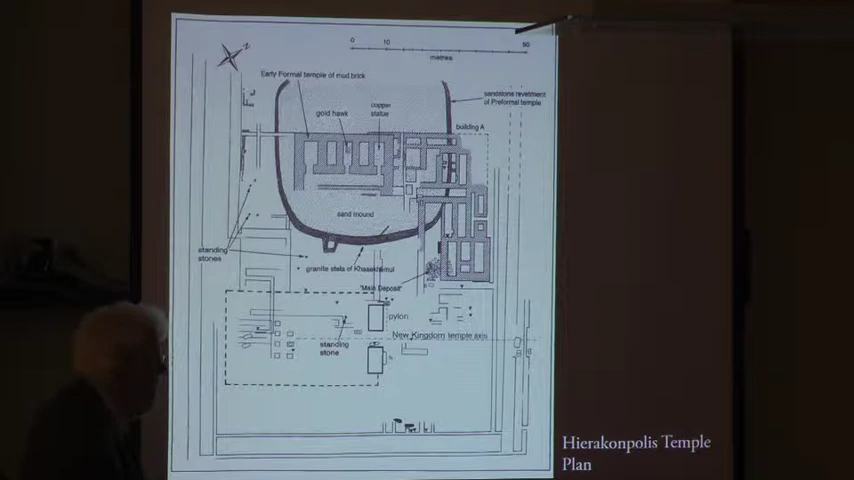 Z
0 10 50
metres
Early Formal temple of mud brick
sandstone revetment
of Preformal temple
gold hawk
copper
statue
building A
sand mound
standing
stones
granite stela of Khasekhemui
'Main Deposit'
pylon
New Kingdom temple axis
standing
stone
Hierakonpolis Temple
Plan